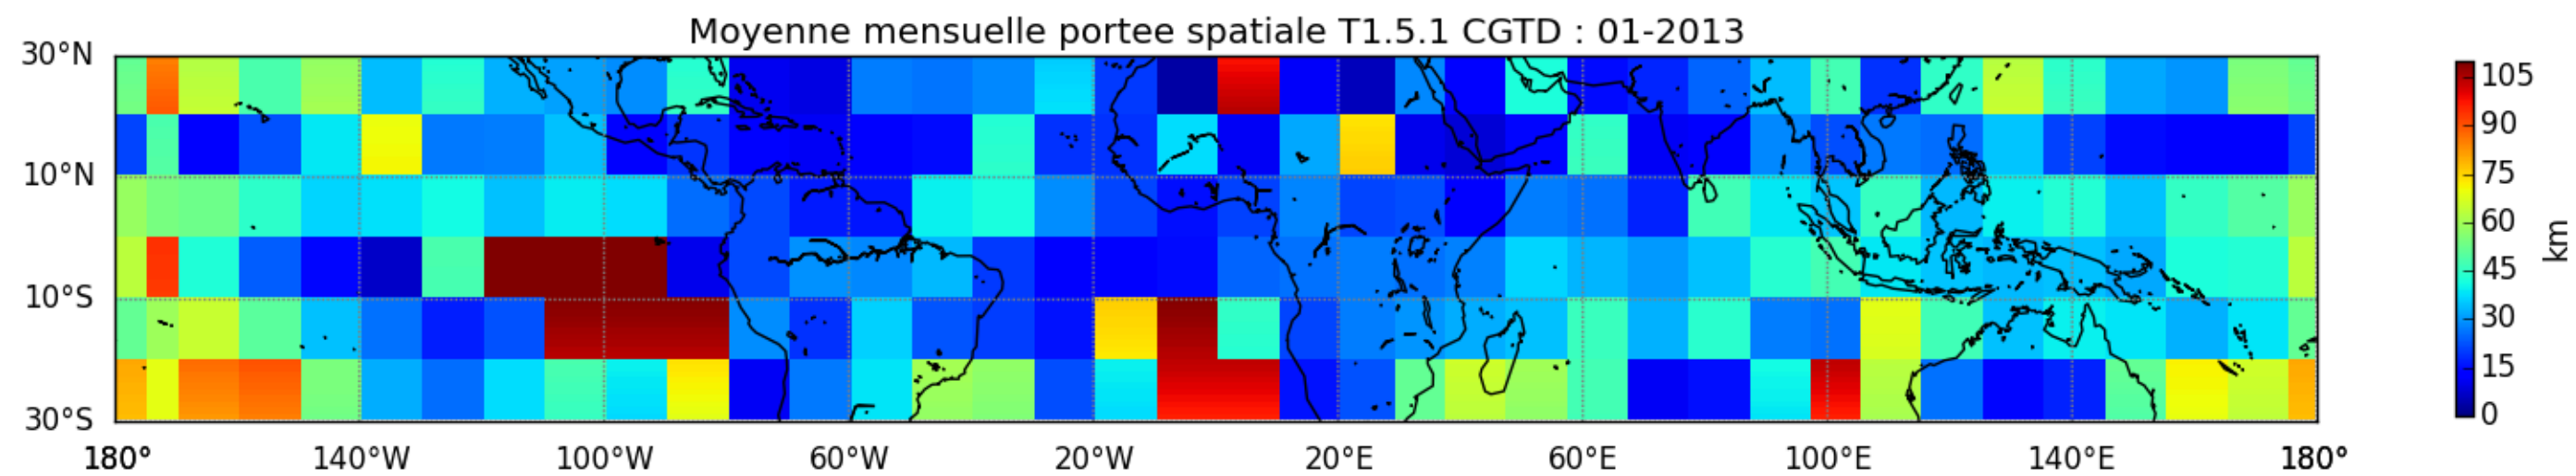 Moyenne mensuelle portee spatiale T1.5.1 CGTD : 01-2013
30°N
10°N
10°S
30°S
180° 140°W 100°W 60°W 20°W 20°E 60°E 100°E 140°E 180°
105
90
75
60
45
30
15
0
km